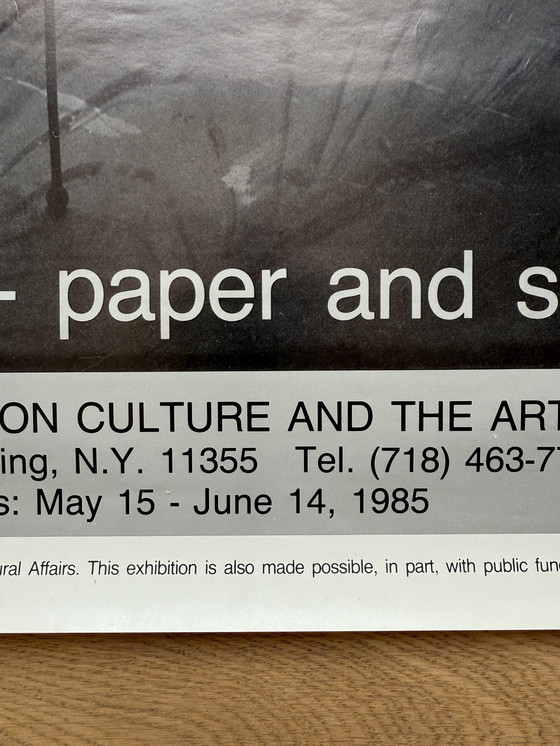 - paper and s
ON CULTURE AND THE ART
ing, N.Y. 11355 Tel. (718) 463-7
s: May 15 - June 14, 1985
ural Affairs. This exhibition is also made possible, in part, with public fun